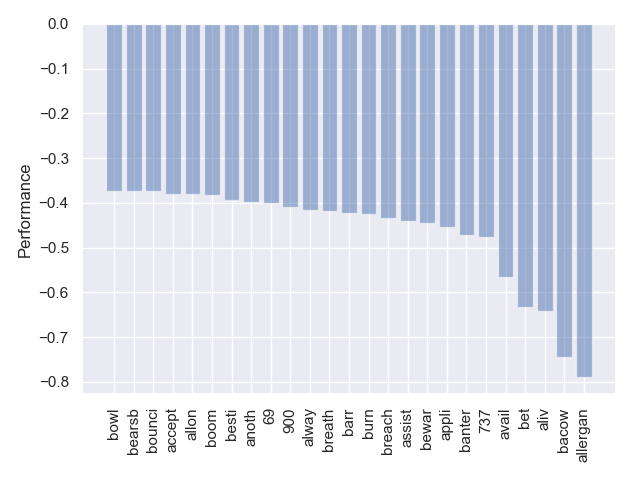 0.0
−0.1
−0.2
−0.3
−0.4
−0.5
−0.6
−0.7
−0.8
Performance
bowl
bearsb
bounci
accept
allon
boom
besti
anoth
69
900
alway
breath
barr
burn
breach
assist
bewar
appli
banter
737
avail
bet
aliv
bacow
allergan